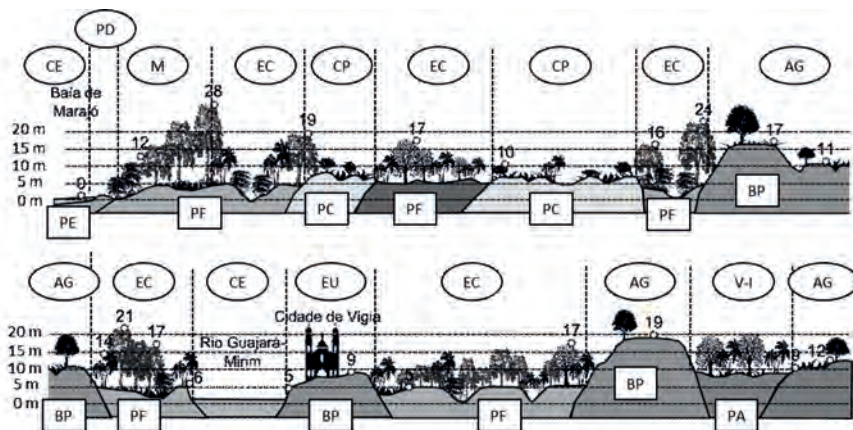 PD
CE M EC CP EC CP EC AG
Baía de
Marajó
28
19 24
20 m 12 17 16 17
15 m 10 11
10 m
5 m 0
0 m
PE PF PC PF PC PF BP
AG EC CE EU EC AG V-I AG
21 Cidade de Vigia
20 m 14 17 Rio Guajará- 17 19
15 m Mirim 9 12
10 m 6 5 5 9
5 m
0 m
BP PF BP PF BP PA